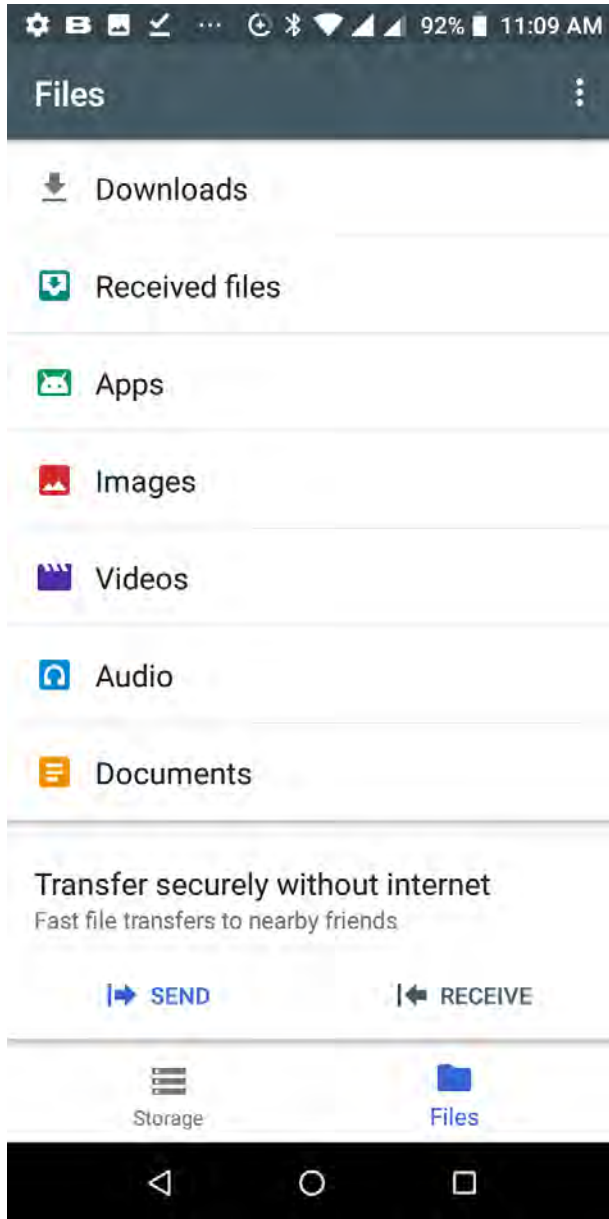 92% 11:09 AM
Files
Downloads
Received files
Apps
Images
Videos
Audio
Documents
Transfer securely without internet
Fast file transfers to nearby friends
SEND RECEIVE
Storage Files